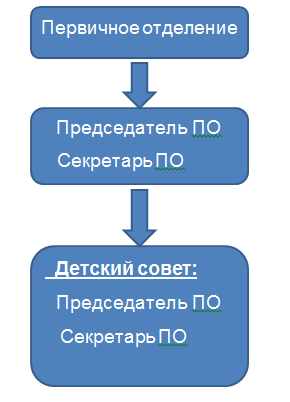 Первичное отделение
Председатель ПО
Секретарь ПО
Детский совет:
Председатель ПО
Секретарь ПО